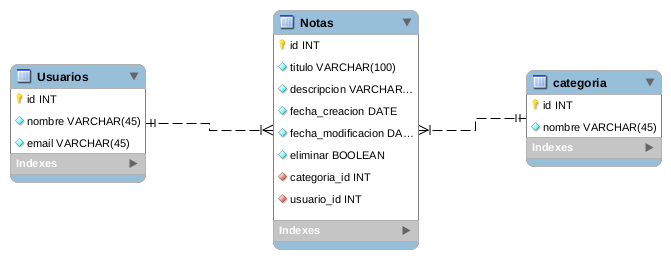 Usuarios
id INT
nombre VARCHAR(45)
email VARCHAR(45)
Indexes
Notas
id INT
titulo VARCHAR(100)
descripcion VARCHAR...
fecha_creacion DATE
fecha_modificacion DA...
eliminar BOOLEAN
categoria_id INT
usuario_id INT
Indexes
categoria
id INT
nombre VARCHAR(45)
Indexes